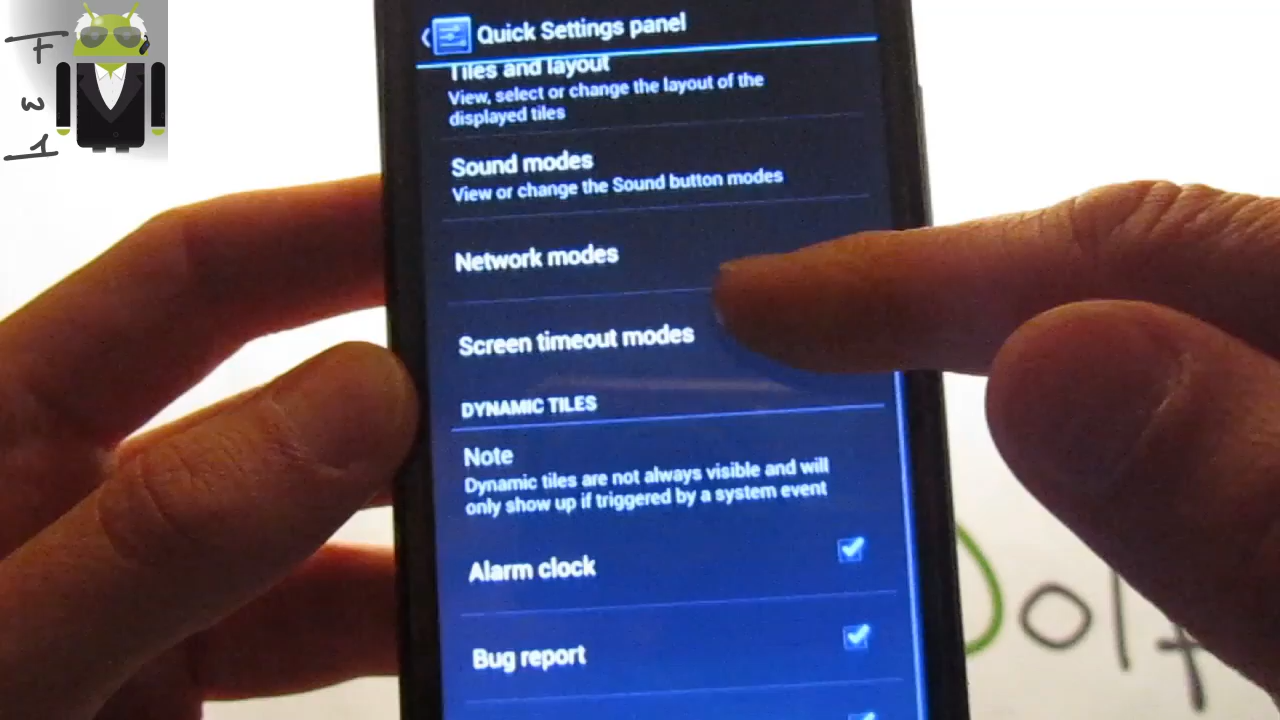 F
W
1
Quick Settings panel
Tiles and layout
View, select or change the layout of the
displayed tiles
Sound modes
View or change the Sound button modes
Network modes
Screen timeout modes
DYNAMIC TILES
Note
Dynamic tiles are not always visible and will
only show up if triggered by a system event
Alarm clock
Bug report